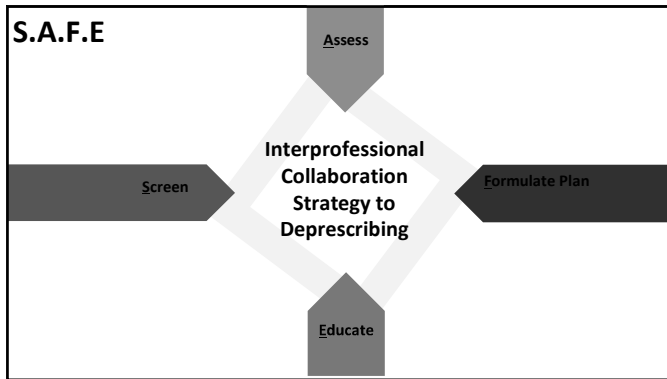 S.A.F.E
Assess
Interprofessional
Collaboration
Strategy to
Deprescribing
Screen
Formulate Plan
Educate